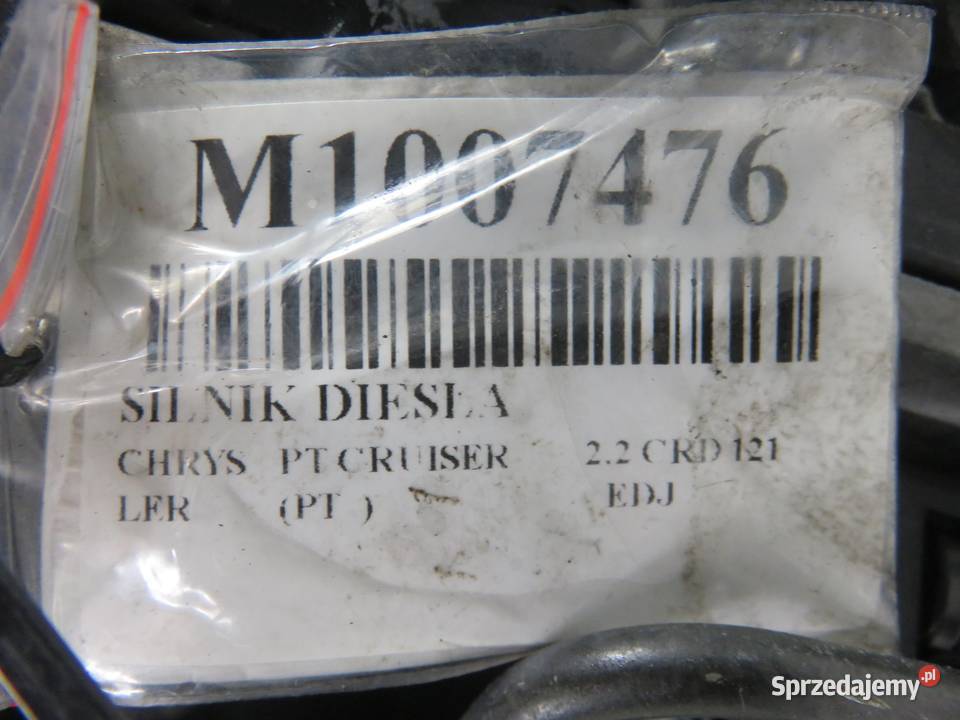 M1007476
SILNIK DIESLA
CHRYS PT CRUISER 2.2 CRD 121
LER (PT ) EDJ
Sprzedajemy.pl